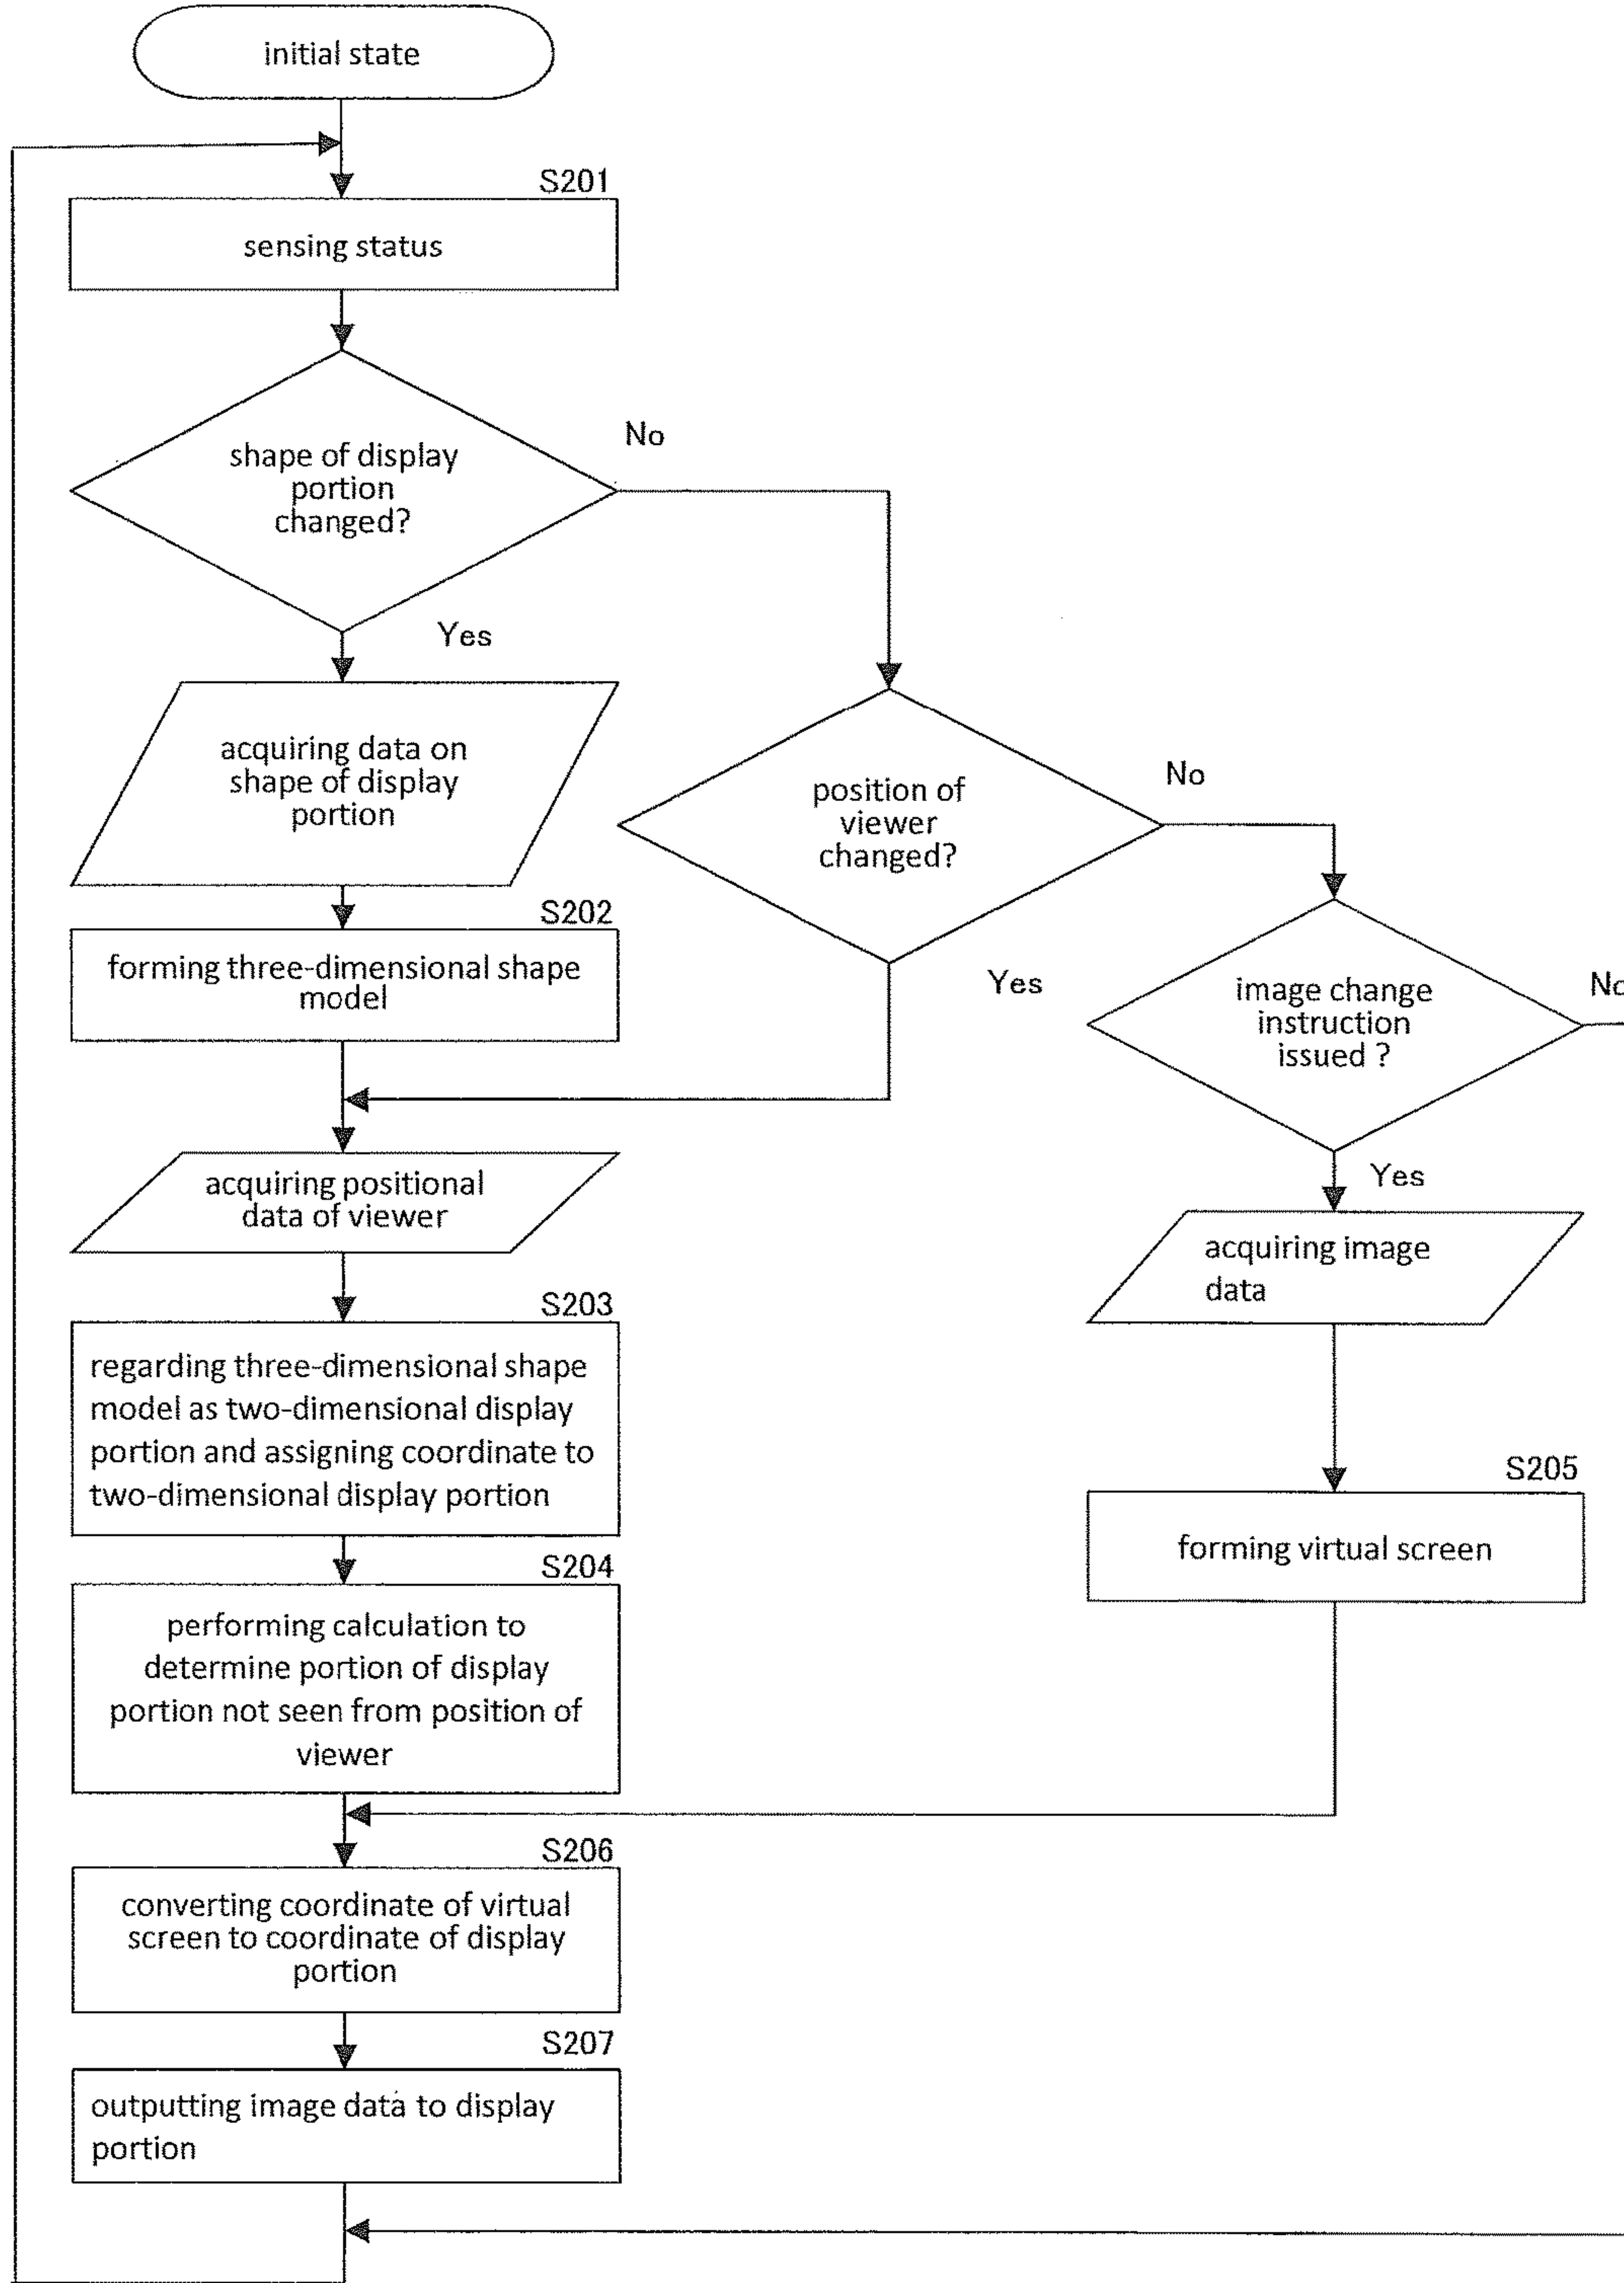 initial state
S201
sensing status
shape of display
portion
changed?
No
Yes
acquiring data on
shape of display
portion
position of
viewer
changed?
No
Yes
S202
forming three-dimensional shape
model
image change
instruction
issued ?
No
Yes
acquiring positional
data of viewer
acquiring image
data
S203
regarding three-dimensional shape
model as two-dimensional display
portion and assigning coordinate to
two-dimensional display portion
S204
performing calculation to
determine portion of display
portion not seen from position of
viewer
S205
forming virtual screen
S206
converting coordinate of virtual
screen to coordinate of display
portion
S207
outputting image data to display
portion